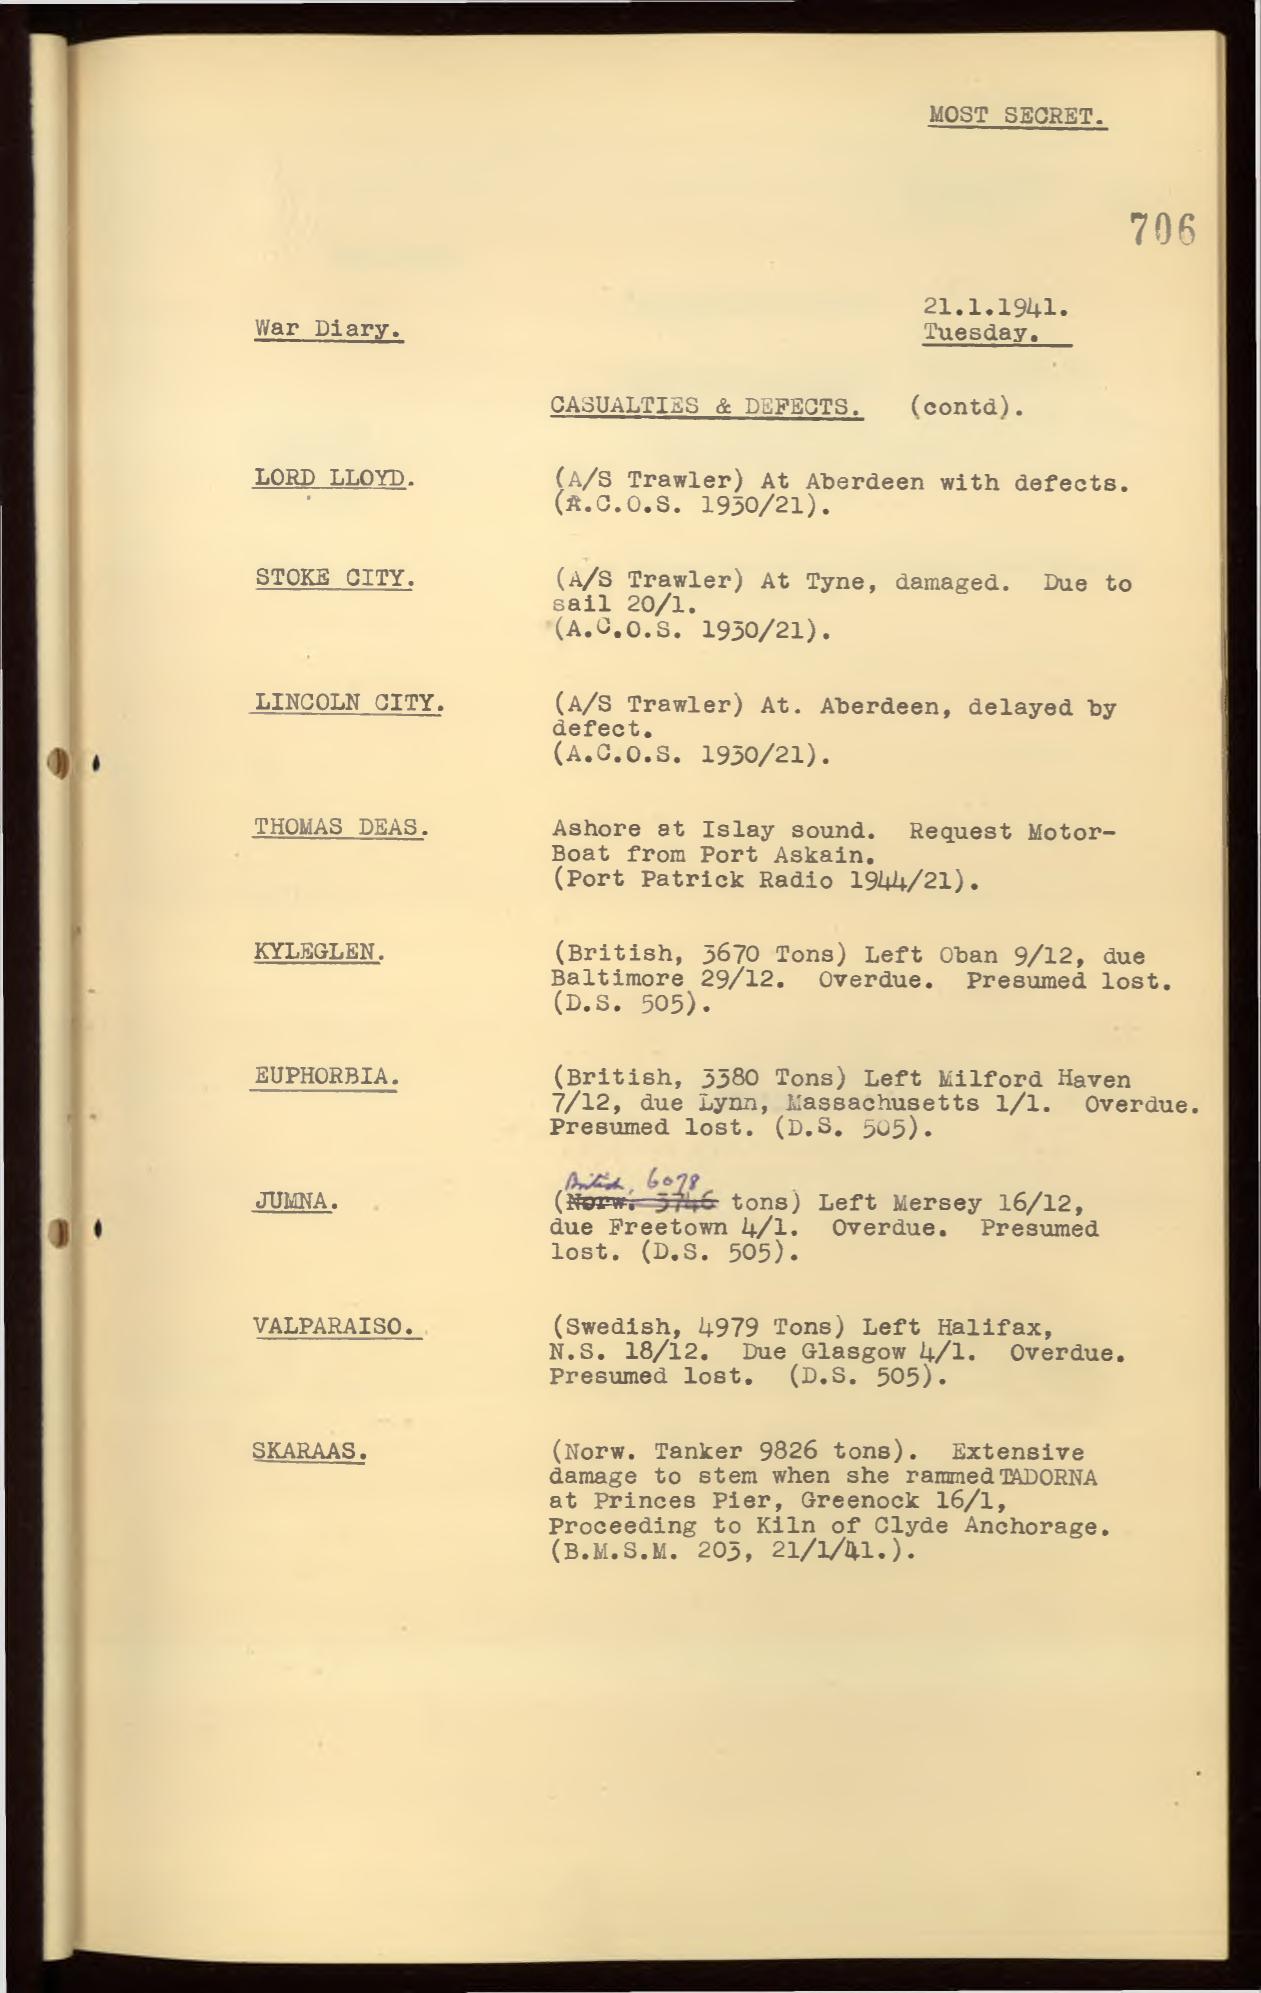 MOST SECRET.
706
21.1.1941.
War Diary.
Tuesday.
CASUALTIES & DEFECTS. (contd).
LORD LLOYD. (A/S Trawler) At Aberdeen with defects.
(A.C.O.S. 1930/21).
STOKE CITY. (A/S Trawler) At Tyne, damaged. Due to
sail 20/1.
(A.C.O.S. 1930/21).
LINCOLN CITY. (A/S Trawler) At. Aberdeen, delayed by
defect.
(A.C.O.S. 1930/21).
THOMAS DEAS. Ashore at Islay sound. Request Motor-
Boat from Port Askain.
(Port Patrick Radio 1944/21).
KYLEGLEN. (British, 3670 Tons) Left Oban 9/12, due
Baltimore 29/12. Overdue. Presumed lost.
(D.S. 505).
EUPHORBIA. (British, 3380 Tons) Left Milford Haven
7/12, due Lynn, Massachusetts 1/1. Overdue.
Presumed lost. (D.S. 505).
British, 6078
JUMNA. (Norw. 3746 tons) Left Mersey 16/12,
due Freetown 4/1. Overdue. Presumed
lost. (D.S. 505).
VALPARAISO. (Swedish, 4979 Tons) Left Halifax,
N.S. 18/12. Due Glasgow 4/1. Overdue.
Presumed lost. (D.S. 505).
SKARAAS. (Norw. Tanker 9826 tons). Extensive
damage to stem when she rammed TADORNA
at Princes Pier, Greenock 16/1,
Proceeding to Kiln of Clyde Anchorage.
(B.M.S.M. 203, 21/1/41.).